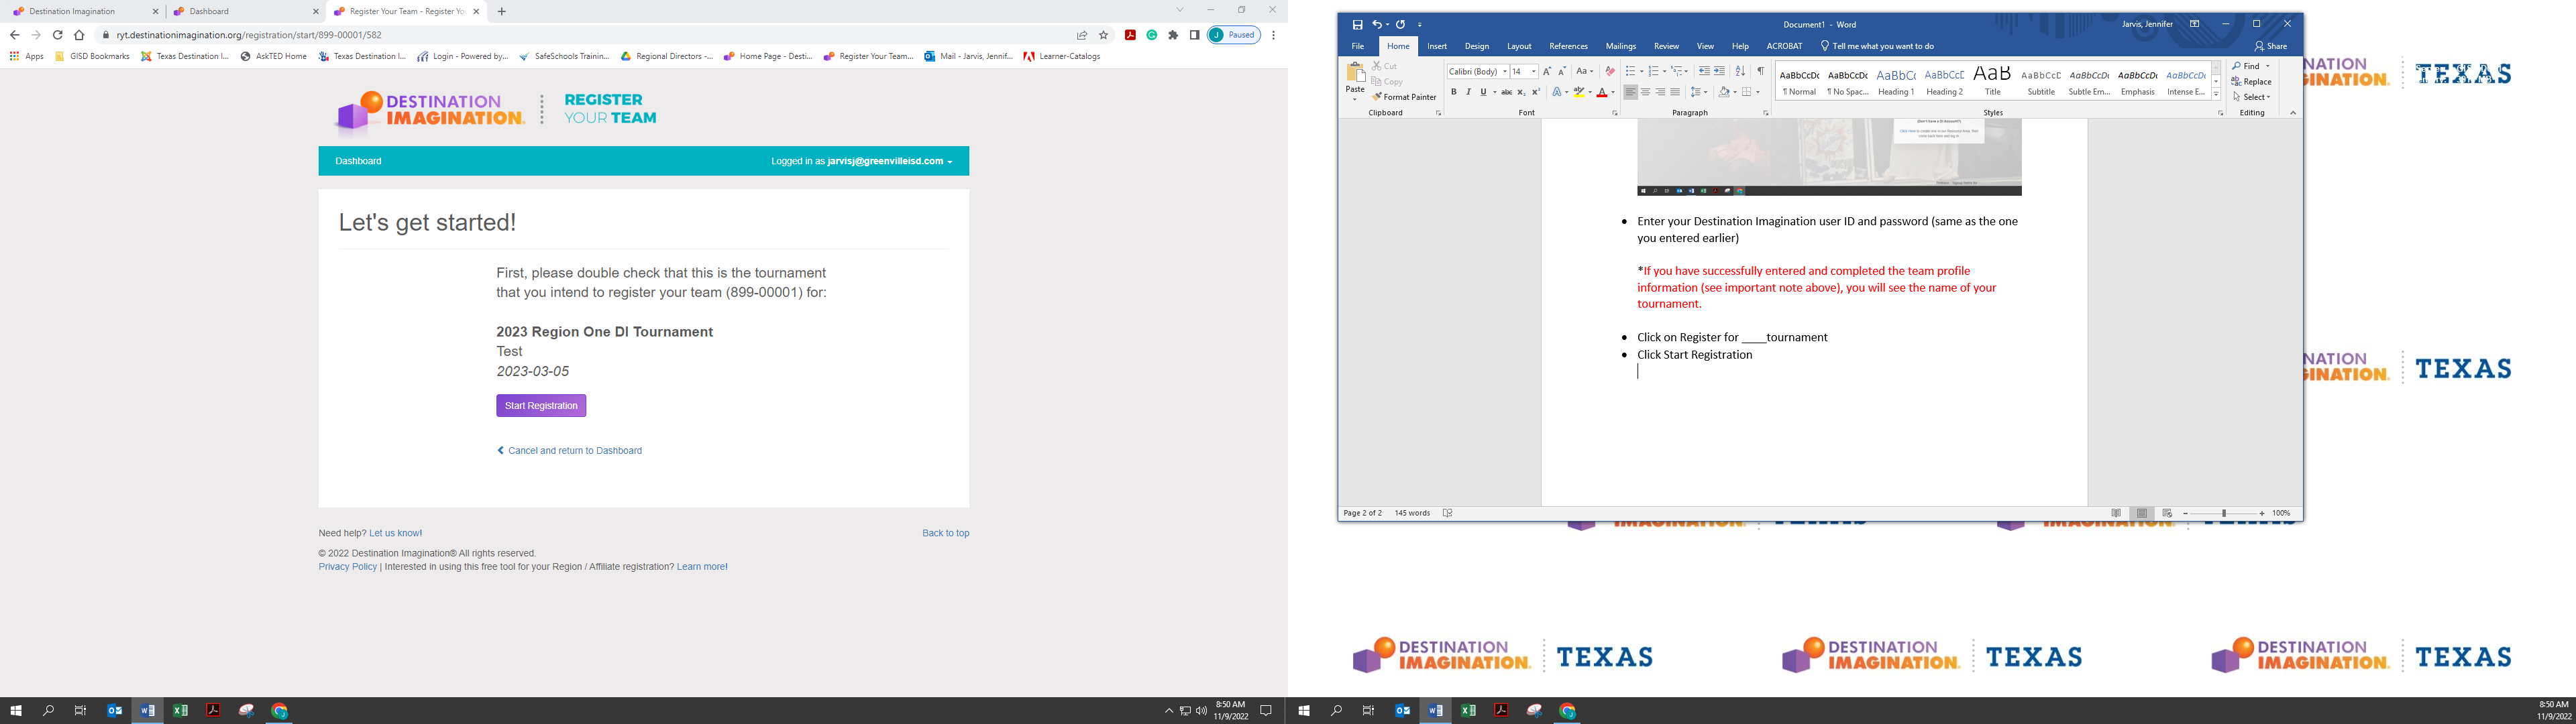 Destination Imagination
Dashboard
Register Your Team - Register Yo
ryt.destinationimagination.org/registration/start/899-00001/582
Paused
Apps
GISD Bookmarks
Texas Destination I...
AskTED Home
Texas Destination I...
Login - Powered by...
SafeSchools Trainin...
Regional Directors -...
Home Page - Desti...
Register Your Team...
Mail - Jarvis, Jennif...
Learner-Catalogs
DESTINATION
IMAGINATION.
REGISTER
YOUR TEAM
Dashboard
Logged in as jarvisj@greenvilleisd.com
Let's get started!
First, please double check that this is the tournament
that you intend to register your team (899-00001) for:
2023 Region One DI Tournament
Test
2023-03-05
Start Registration
Cancel and return to Dashboard
Need help? Let us know!
Back to top
© 2022 Destination Imagination® All rights reserved.
Privacy Policy | Interested in using this free tool for your Region / Affiliate registration? Learn more!
8:50 AM
11/9/2022
Document1 - Word
Jarvis, Jennifer
File Home Insert Design Layout References Mailings Review View Help ACROBAT Tell me what you want to do
Share
Paste
Cut
Copy
Format Painter
Clipboard
Calibri (Body) 14
Font
Paragraph
AaBbCcDc AaBbCcDc AaBbCc AaBbCcE AaB AaBbCcD AaBbCcDt AaBbCcDt AaBbCcDt
¶ Normal ¶ No Spac... Heading 1 Heading 2 Title Subtitle Subtle Em... Emphasis Intense E...
Styles
Find
Replace
Select
Editing
• Enter your Destination Imagination user ID and password (same as the one
you entered earlier)
*If you have successfully entered and completed the team profile
information (see important note above), you will see the name of your
tournament.
• Click on Register for ____tournament
• Click Start Registration
Page 2 of 2 145 words
100%
NATION
GINATION.
TEXAS
NATION
GINATION.
TEXAS
DESTINATION
IMAGINATION.
TEXAS
DESTINATION
IMAGINATION.
TEXAS
DESTINATION
IMAGINATION.
TEXAS
8:50 AM
11/9/2022